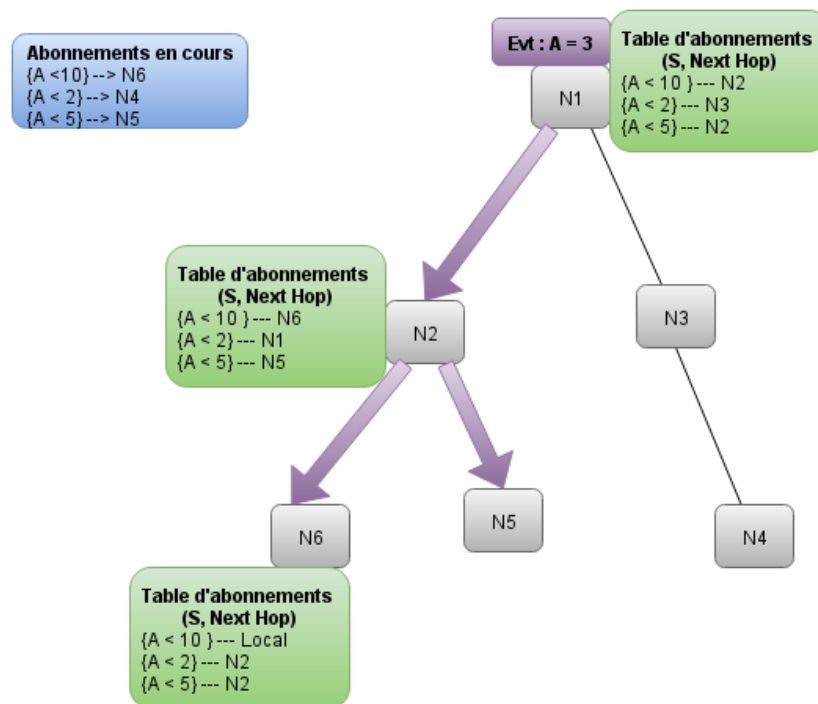 Abonnements en cours
{A <10} --> N6
{A < 2} --> N4
{A < 5} --> N5
Evt : A = 3
N1
Table d'abonnements
(S, Next Hop)
{A < 10 } --- N2
{A < 2} --- N3
{A < 5} --- N2
Table d'abonnements
(S, Next Hop)
{A < 10 } --- N6
{A < 2} --- N1
{A < 5} --- N5
N2
N3
N6
N5
N4
Table d'abonnements
(S, Next Hop)
{A < 10 } --- Local
{A < 2} --- N2
{A < 5} --- N2